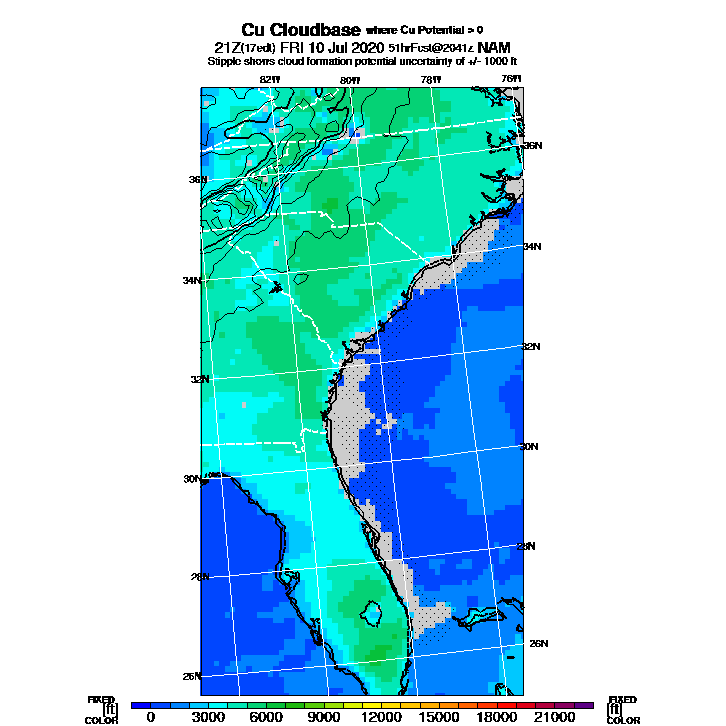 Cu Cloudbase where Cu Potential > 0
21Z(17edt) FRI 10 Jul 2020 51hrFcst@2041z NAM
Stipple shows cloud formation potential uncertainty of +/- 1000 ft
82W 80W 78W 76W
36N
36N
34N
34N
32N
32N
30N
30N
28N
28N
26N
26N
FIXED FIXED
[ft] [ft]
COLOR 0 3000 6000 9000 12000 15000 18000 21000 COLOR